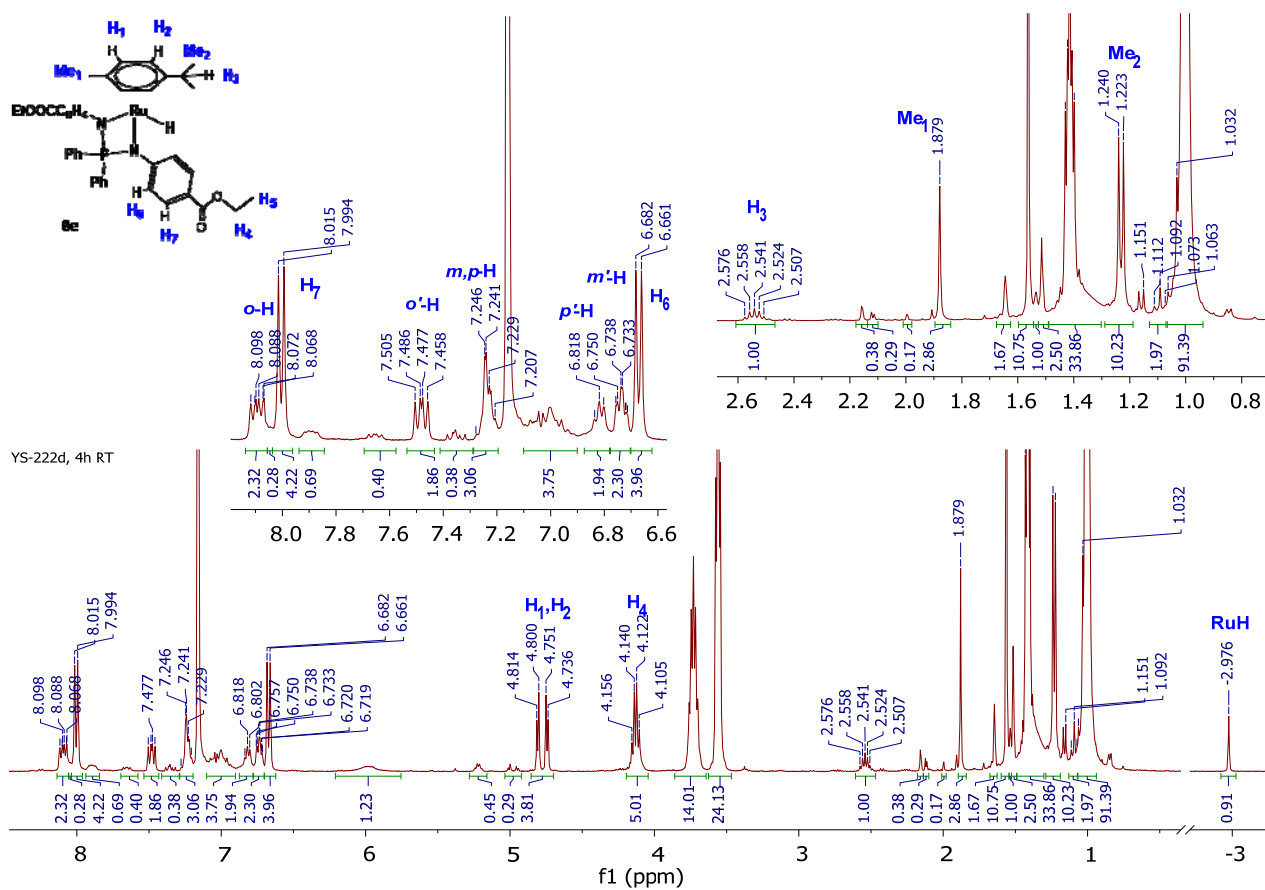 H1 H2
Me2
Me1 H3
H H
H
EtOOCC6H4
N Ru H
Ph P N
Ph
H
H O H5
H6 O
H7 H4
8e
YS-222d, 4h RT
o-H H7 o'-H m,p-H p'-H m'-H H6
8.098 8.088 8.072 8.068 8.015 7.994 7.505 7.486 7.477 7.458 7.246 7.241 7.229 7.207 6.818 6.750 6.738 6.733 6.682 6.661
2.32 0.28 4.22 0.69 0.40 1.86 0.38 3.06 3.75 1.94 2.30 3.96
8.0 7.8 7.6 7.4 7.2 7.0 6.8 6.6
H3 Me1 Me2
2.576 2.558 2.541 2.524 2.507 1.879 1.240 1.223 1.151 1.112 1.092 1.073 1.063 1.032
1.00 0.38 0.29 0.17 2.86 1.67 10.75 1.00 2.50 33.86 10.23 1.97 91.39
2.6 2.4 2.2 2.0 1.8 1.6 1.4 1.2 1.0 0.8
H1,H2 H4 RuH
8.098 8.088 8.068 8.015 7.994 7.477 7.246 7.241 7.229 6.818 6.802 6.757 6.750 6.738 6.733 6.720 6.719 6.682 6.661 4.814 4.800 4.751 4.736 4.156 4.140 4.122 4.105 2.576 2.558 2.541 2.524 2.507 1.879 1.151 1.092 1.032 -2.976
2.32 0.28 4.22 0.69 0.40 1.86 0.38 3.06 3.75 1.94 2.30 3.96 1.23 0.45 0.29 3.81 5.01 14.01 24.13 1.00 0.38 0.29 0.17 2.86 1.67 10.75 1.00 2.50 33.86 10.23 1.97 91.39 0.91
8 7 6 5 4 3 2 1 -3
f1 (ppm)